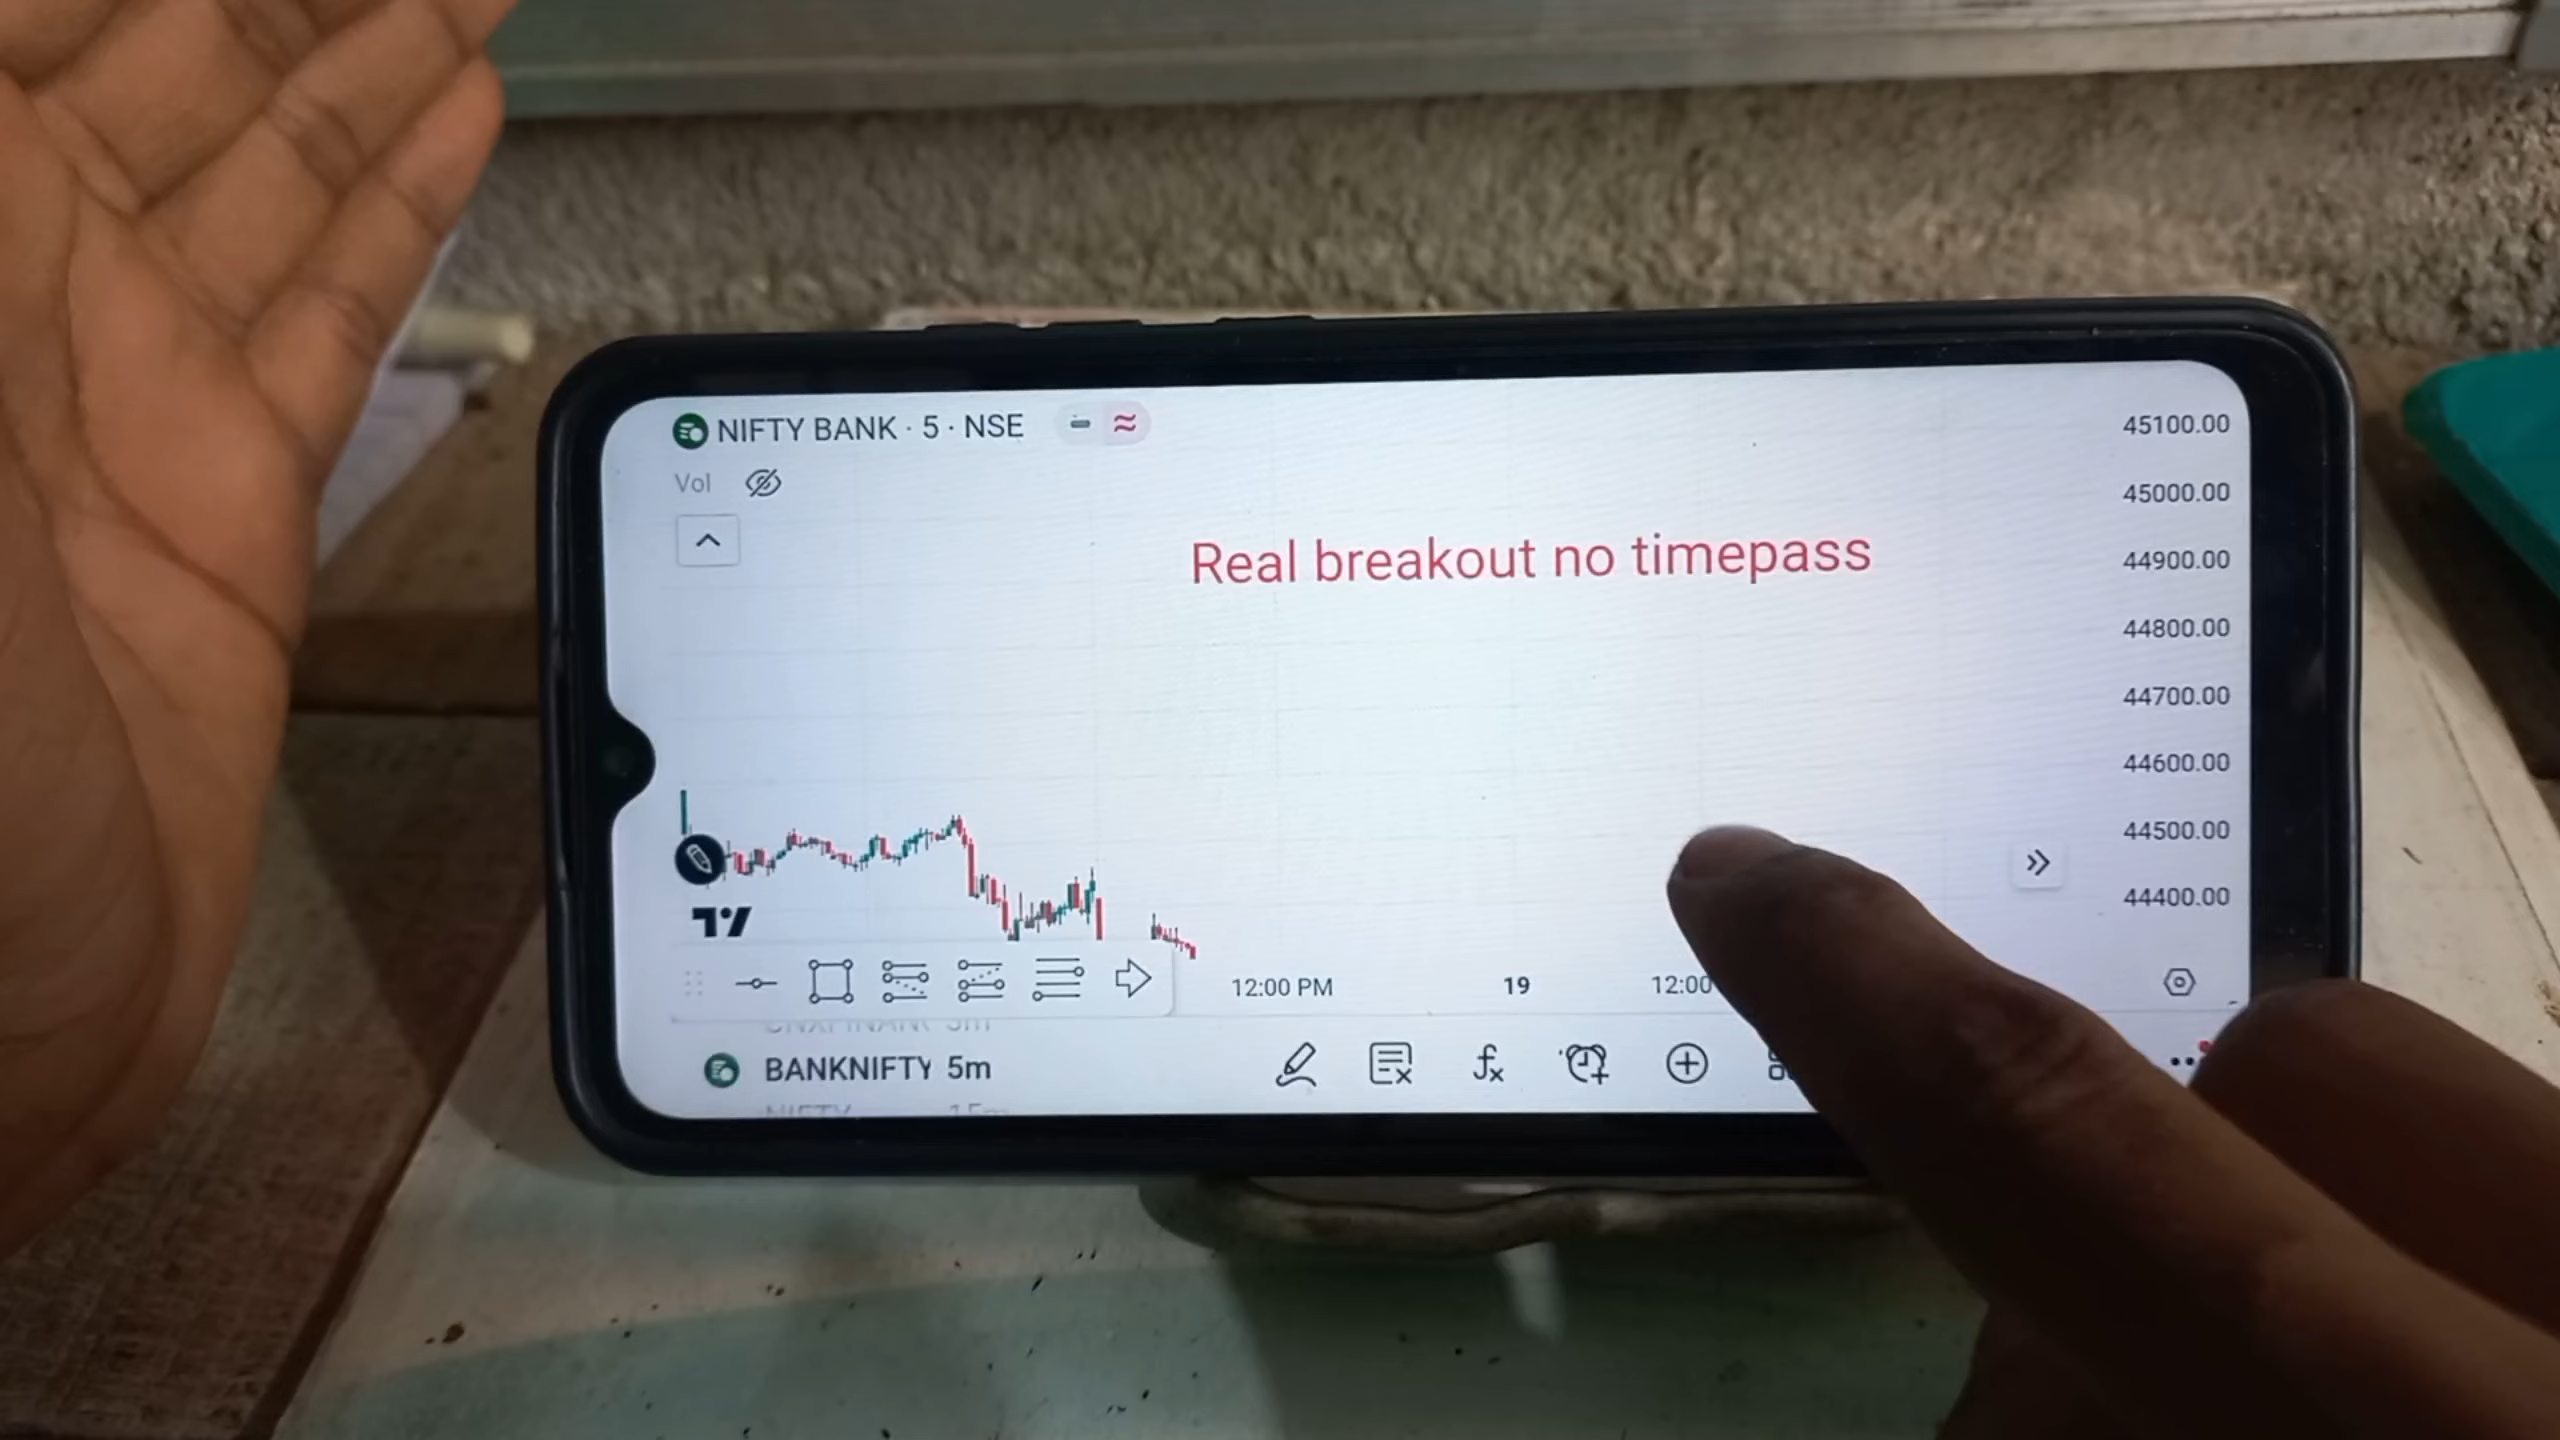 NIFTY BANK · 5 · NSE
Vol
Real breakout no timepass
45100.00
45000.00
44900.00
44800.00
44700.00
44600.00
44500.00
44400.00
12:00 PM 19 12:00
BANKNIFTY 5m
NIFTY